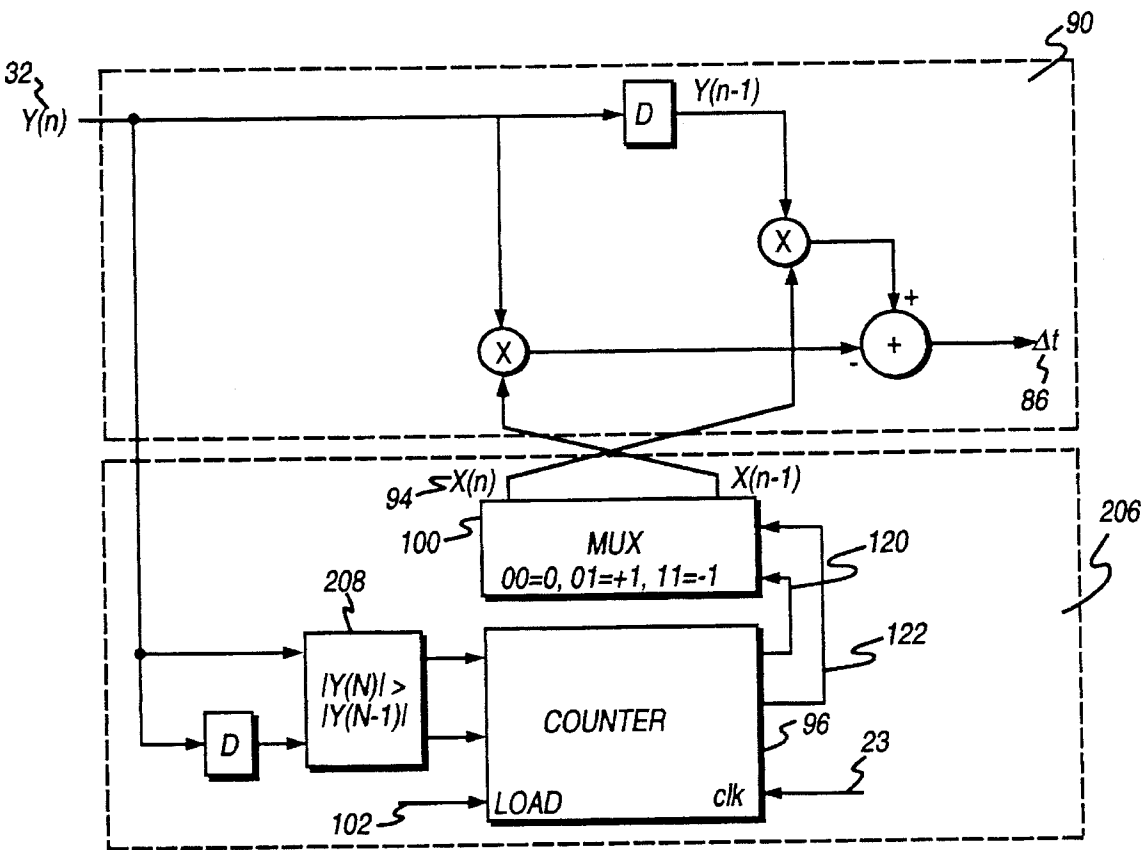 90
32
Y(n)
D
Y(n-1)
X
+
X
-
+
Δt
86
94
X(n)
X(n-1)
100
MUX
00=0, 01=+1, 11=-1
120
206
208
|Y(N)| >
|Y(N-1)|
122
COUNTER
96
D
23
102
LOAD
clk